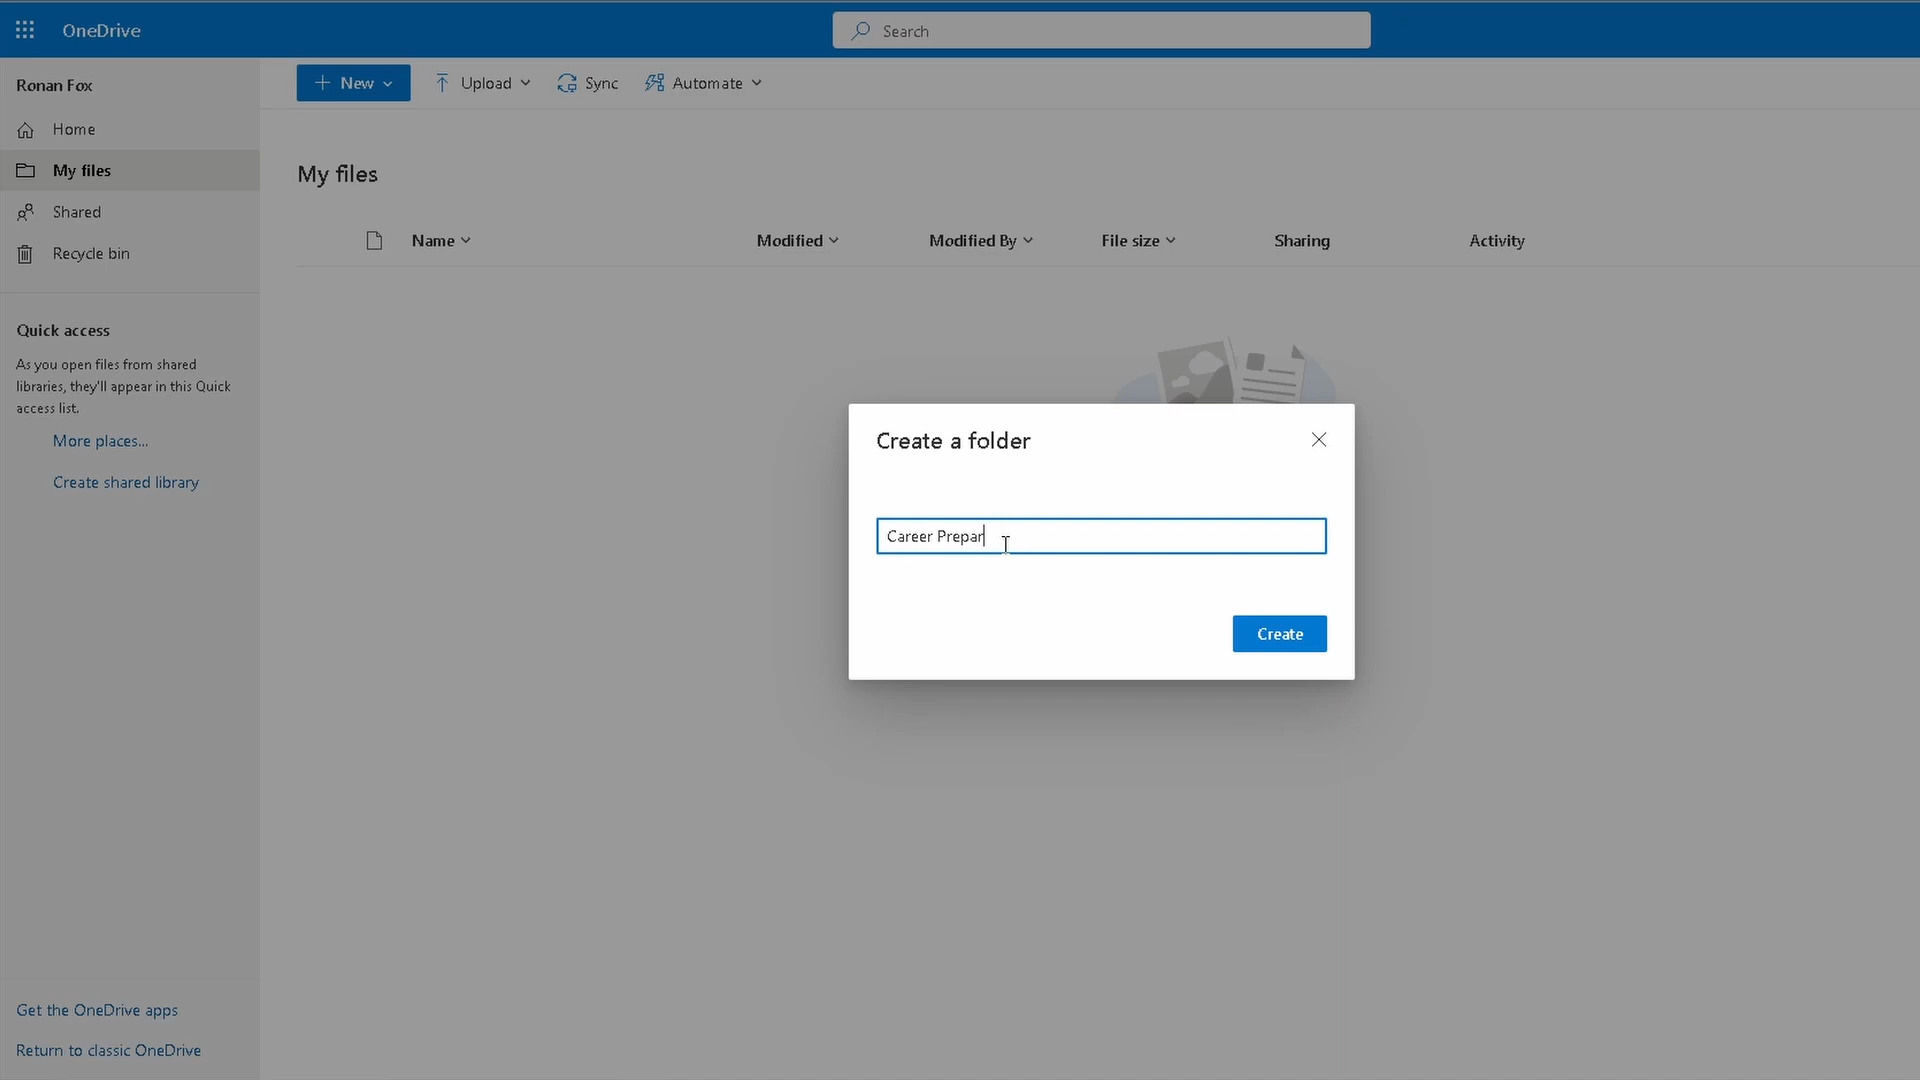 OneDrive
Search
Ronan Fox
New
Upload
Sync
Automate
Home
My files
Shared
Recycle bin
My files
Name
Modified
Modified By
File size
Sharing
Activity
Quick access
As you open files from shared
libraries, they'll appear in this Quick
access list.
More places...
Create shared library
Create a folder
Career Prepar
Create
Get the OneDrive apps
Return to classic OneDrive